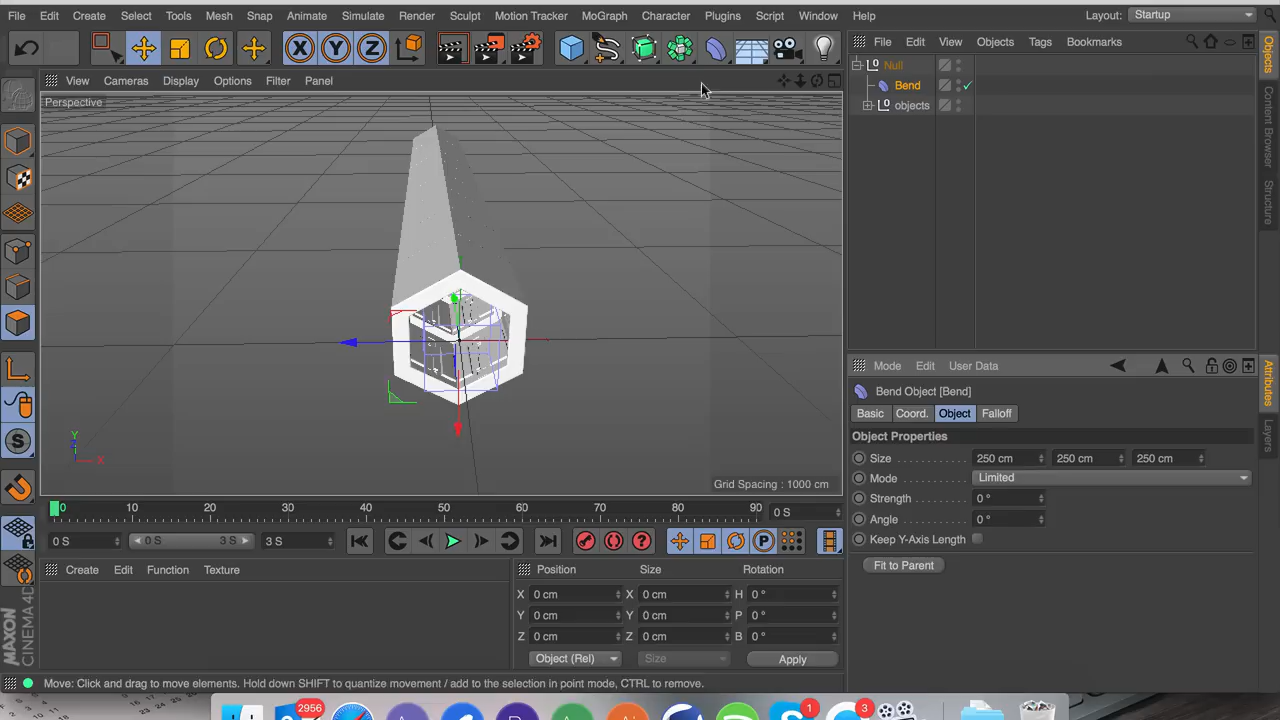 File Edit Create Select Tools Mesh Snap Animate Simulate Render Sculpt Motion Tracker MoGraph Character Plugins Script Window Help Layout: Startup
X Y Z
File Edit View Objects Tags Bookmarks
View Cameras Display Options Filter Panel
Perspective
Null
Bend
objects
Objects
Content Browser
Structure
Y
Z
X
Grid Spacing : 1000 cm
S
Mode Edit User Data
Bend Object [Bend]
Basic Coord. Object Falloff
Object Properties
Size 250 cm 250 cm 250 cm
Mode Limited
Strength 0 °
Angle 0 °
Keep Y-Axis Length
Fit to Parent
Attributes
Layers
0 10 20 30 40 50 60 70 80 90 0 S
0 S 0 S 3 S 3 S
P
Create Edit Function Texture
Position Size Rotation
X 0 cm X 0 cm H 0 °
Y 0 cm Y 0 cm P 0 °
Z 0 cm Z 0 cm B 0 °
Object (Rel) Size Apply
MAXON
CINEMA 4D
Move: Click and drag to move elements. Hold down SHIFT to quantize movement / add to the selection in point mode, CTRL to remove.
2956 1 3